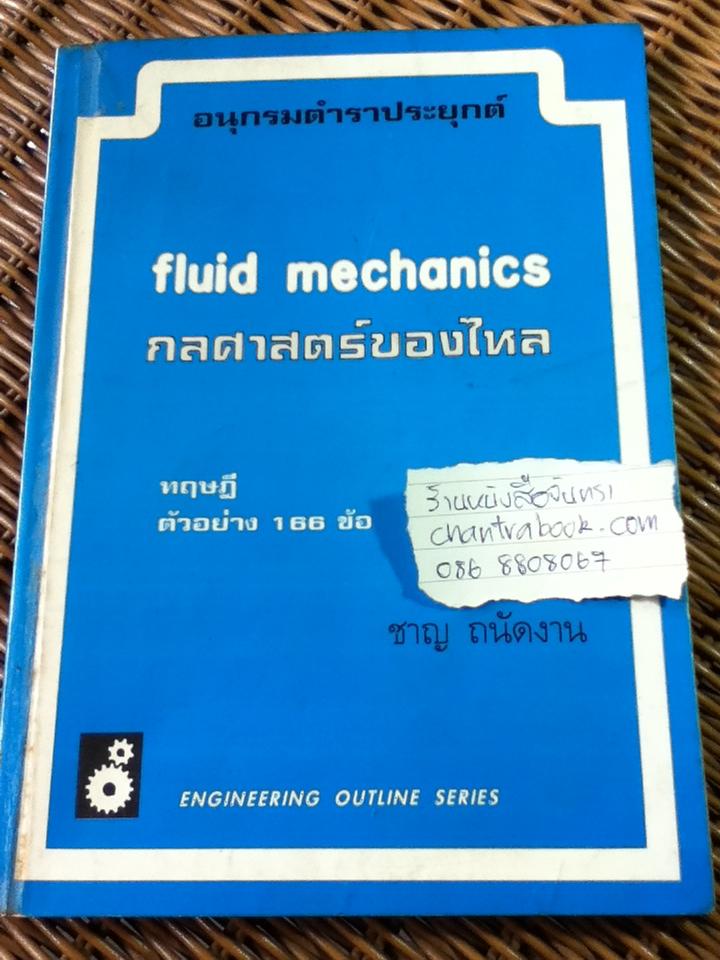 อนุกรมตำราประยุกต์
fluid mechanics
กลศาสตร์ของไหล
ทฤษฎี
ตัวอย่าง 166 ข้อ
ร้านหนังสือจันทรา
chantrabook.com
086 8808067
ชาญ ถนัดงาน
ENGINEERING OUTLINE SERIES